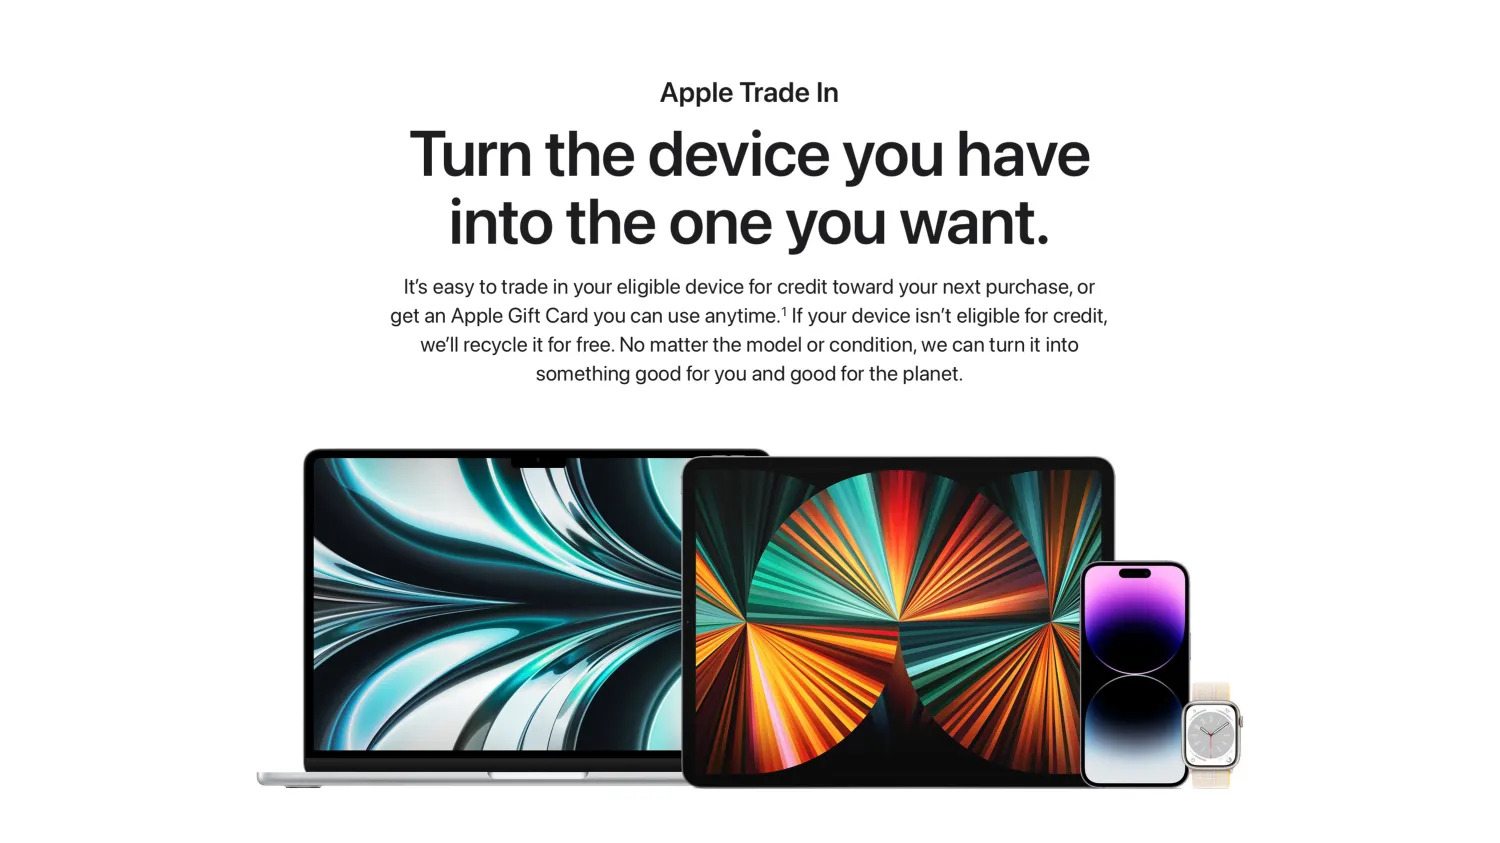 Apple Trade In
Turn the device you have
into the one you want.
It’s easy to trade in your eligible device for credit toward your next purchase, or
get an Apple Gift Card you can use anytime.¹ If your device isn’t eligible for credit,
we’ll recycle it for free. No matter the model or condition, we can turn it into
something good for you and good for the planet.